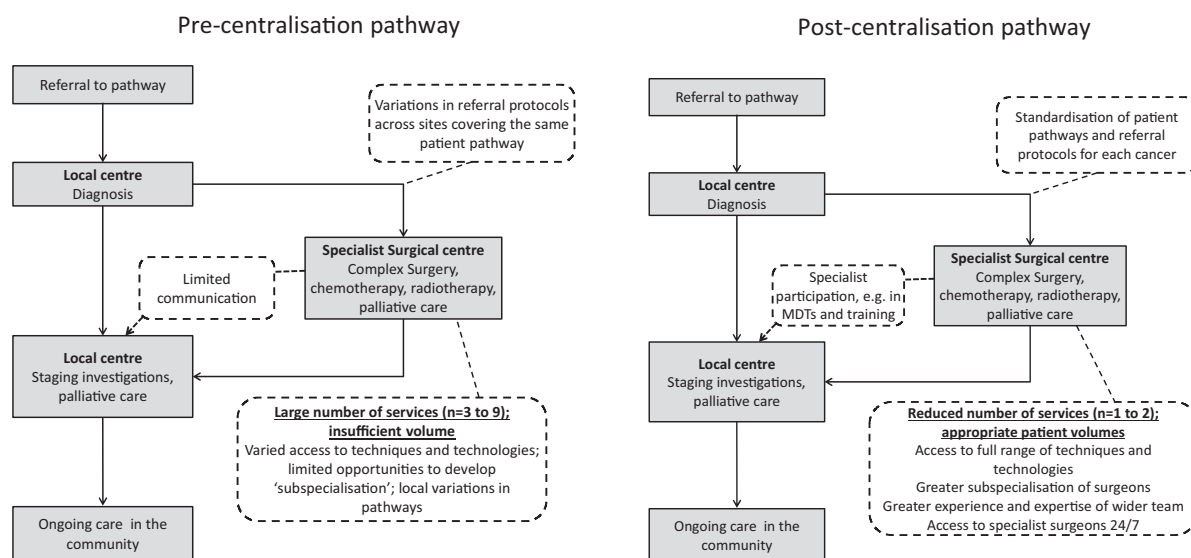 Pre-centralisation pathway
Referral to pathway
Variations in referral protocols
across sites covering the same
patient pathway
Local centre
Diagnosis
Specialist Surgical centre
Complex Surgery,
chemotherapy, radiotherapy,
palliative care
Limited
communication
Local centre
Staging investigations,
palliative care
Large number of services (n=3 to 9);
insufficient volume
Varied access to techniques and technologies;
limited opportunities to develop
‘subspecialisation’; local variations in
pathways
Ongoing care in the
community
Post-centralisation pathway
Referral to pathway
Standardisation of patient
pathways and referral
protocols for each cancer
Local centre
Diagnosis
Specialist Surgical centre
Complex Surgery,
chemotherapy, radiotherapy,
palliative care
Specialist
participation, e.g. in
MDTs and training
Local centre
Staging investigations,
palliative care
Reduced number of services (n=1 to 2);
appropriate patient volumes
Access to full range of techniques and
technologies
Greater subspecialisation of surgeons
Greater experience and expertise of wider team
Access to specialist surgeons 24/7
Ongoing care in the
community